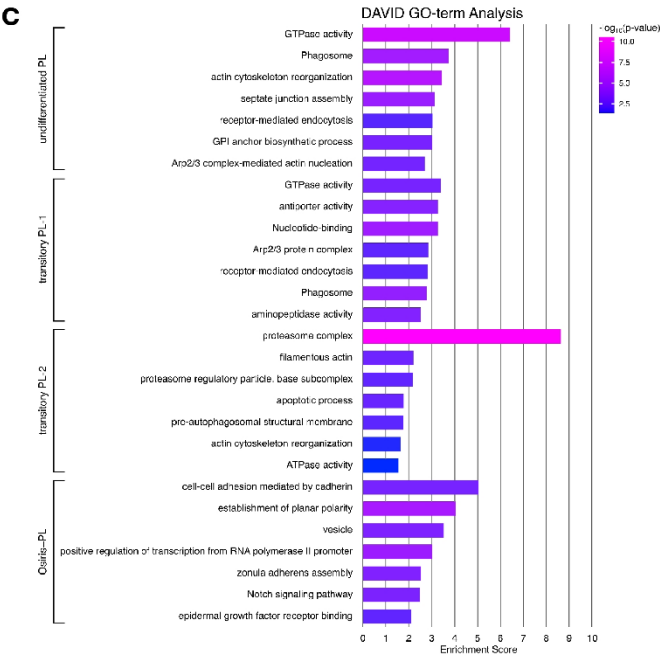 C
DAVID GO-term Analysis
-log10(p-value)
10.0
7.5
5.0
2.5
undifferentiated PL
GTPase activity
Phagosome
actin cytoskeleton reorganization
septate junction assembly
receptor-mediated endocytosis
GPI anchor biosynthetic process
Arp2/3 complex-mediated actin nucleation
transitory PL-1
GTPase activity
antiporter activity
Nucleotide-binding
Arp2/3 protein complex
receptor mediated endocytosis
Phagosome
aminopeptidase activity
transitory PL-2
proteasome complex
filamentous actin
proteasome regulatory particle, base subcomplex
apoptotic process
pre-autophagosomal structural membrane
actin cytoskeleton reorganization
ATPase activity
Osiris-PL
cell-cell adhesion mediated by cadherin
establishment of planar polarity
vesicle
positive regulation of transcription from RNA polymerase II promoter
zonula adherens assembly
Notch signaling pathway
epidermal growth factor receptor binding
0 1 2 3 4 5 6 7 8 9 10
Enrichment Score